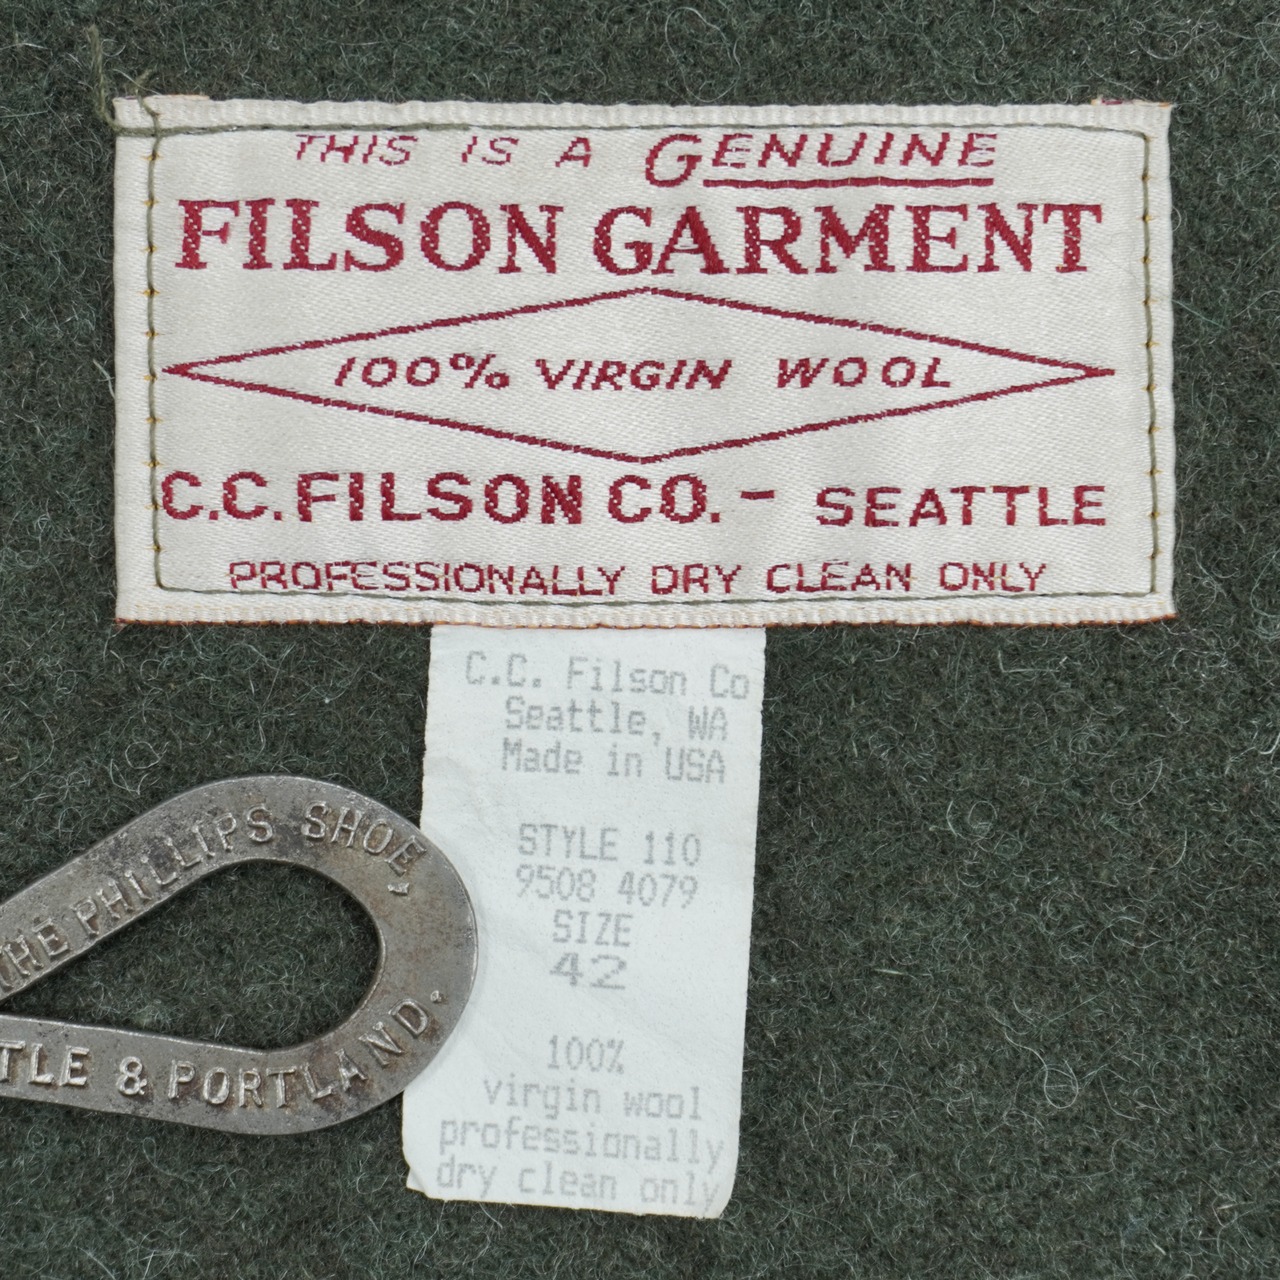 THIS IS A GENUINE
FILSON GARMENT
100% VIRGIN WOOL
C.C. FILSON CO. - SEATTLE
PROFESSIONALLY DRY CLEAN ONLY
C.C. Filson Co
Seattle, WA
Made in USA
STYLE 110
9508 4079
SIZE
42
100%
virgin wool
professionally
dry clean only
THE PHILLIPS SHOE,
TLE & PORTLAND.